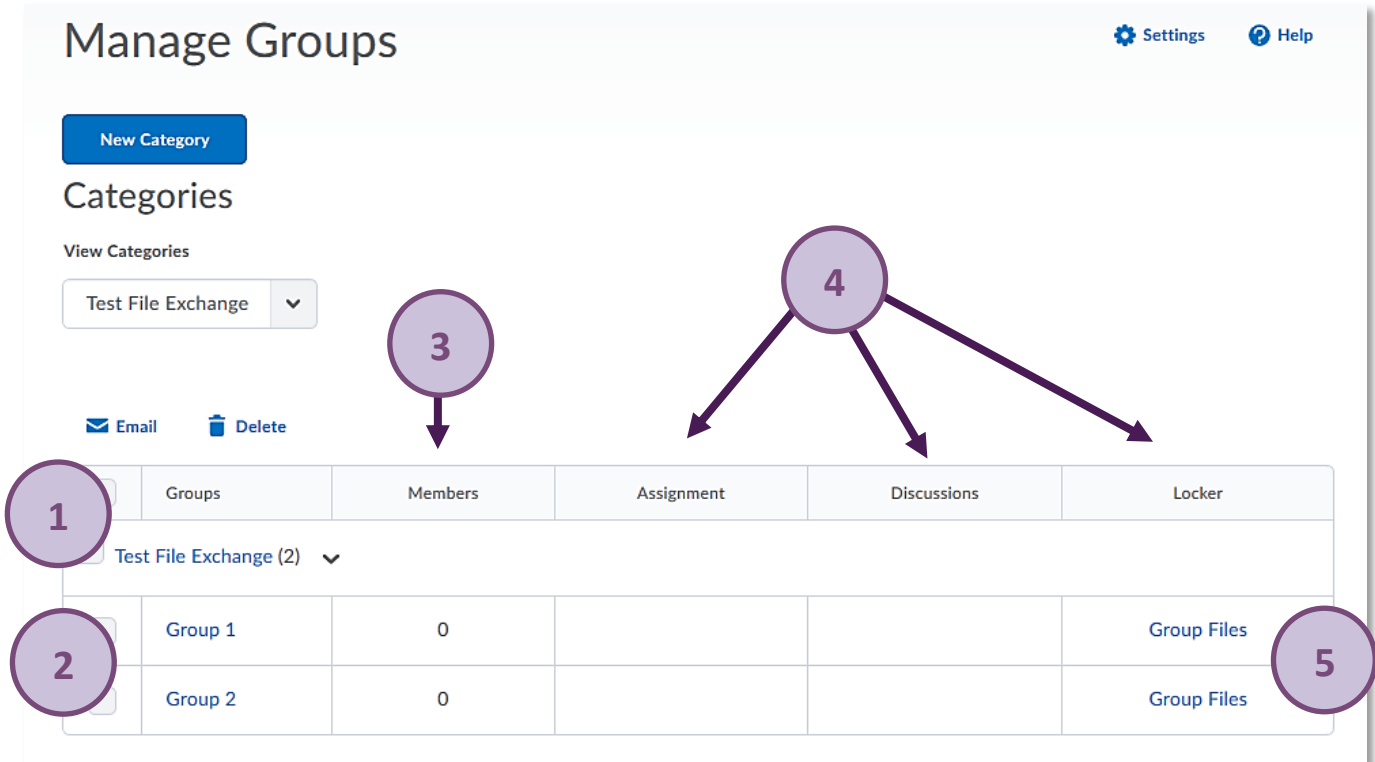 Manage Groups
Settings
Help
New Category
Categories
View Categories
Test File Exchange
4
3
Email
Delete
1
Groups
Members
Assignment
Discussions
Locker
Test File Exchange (2)
2
Group 1
0
Group Files
5
Group 2
0
Group Files